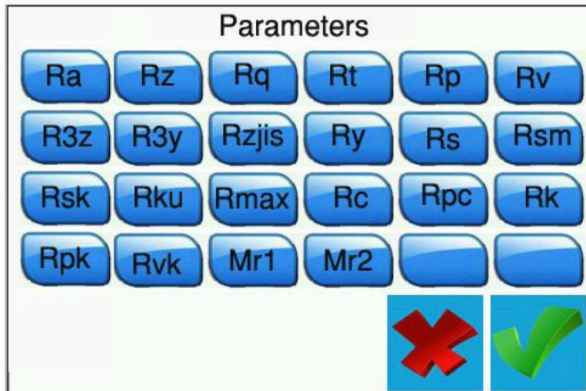 Parameters
Ra Rz Rq Rt Rp Rv
R3z R3y Rzjis Ry Rs Rsm
Rsk Rku Rmax Rc Rpc Rk
Rpk Rvk Mr1 Mr2